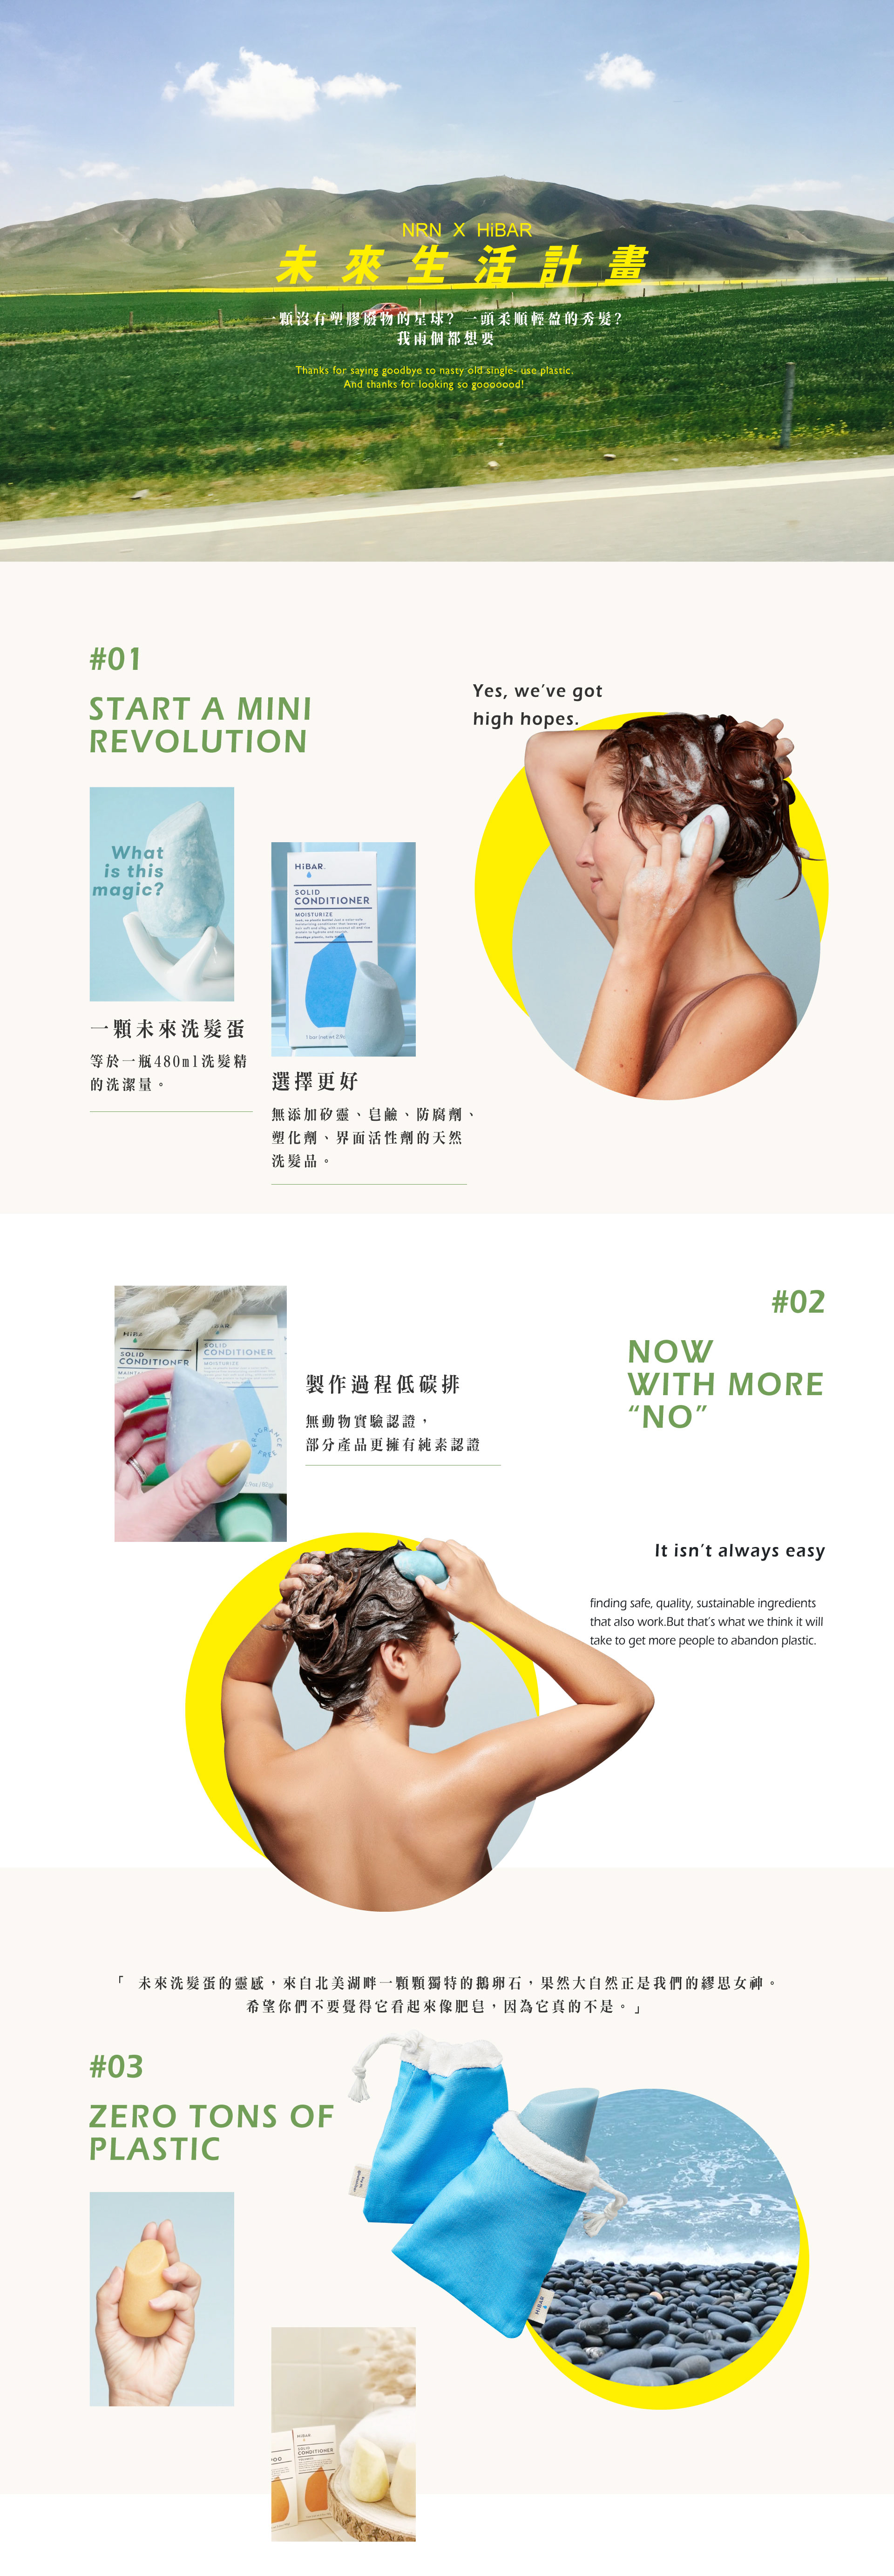 NRN X HiBAR
未來生活計畫
一顆沒有塑膠廢物的星球？一頭柔順輕盈的秀髮？
我兩個都想要
Thanks for saying goodbye to nasty old single-use plastic.
And thanks for looking so gooooood!
#01
START A MINI
REVOLUTION
Yes, we've got
high hopes.
What
is this
magic?
HiBAR.
SOLID
CONDITIONER
MOISTURIZE
一顆未來洗髮蛋
等於一瓶480ml洗髮精
的洗潔量。
選擇更好
無添加矽靈、皂鹼、防腐劑、
塑化劑、界面活性劑的天然
洗髮品。
#02
NOW
WITH MORE
“NO”
SOLID
CONDITIONER
HiBAR.
SOLID
CONDITIONER
MOISTURIZE
FRAGRANCE
FREE
製作過程低碳排
無動物實驗認證，
部分產品更擁有純素認證
It isn't always easy
finding safe, quality, sustainable ingredients
that also work.But that's what we think it will
take to get more people to abandon plastic.
「 未來洗髮蛋的靈感，來自北美湖畔一顆顆獨特的鵝卵石，果然大自然正是我們的繆思女神。
希望你們不要覺得它看起來像肥皂，因為它真的不是。」
#03
ZERO TONS OF
PLASTIC
HiBAR
HiBAR.
SOLID
CONDITIONER